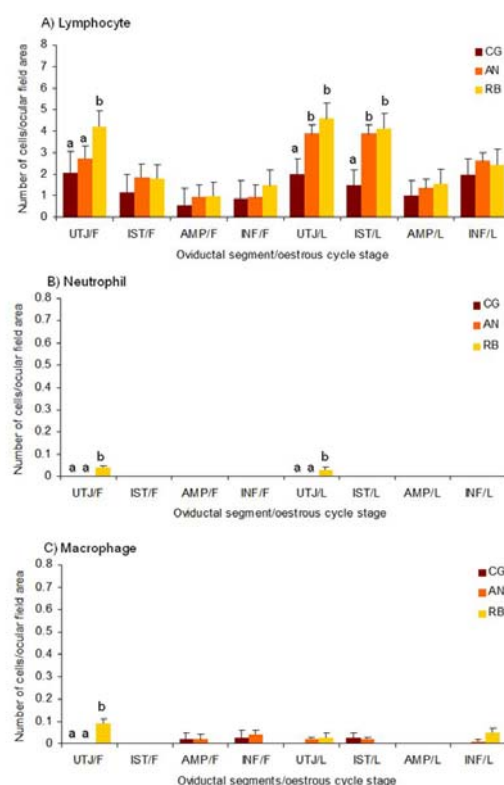 A) Lymphocyte
Number of cells/ocular field area
8
7
6
5
4
3
2
1
0
a a b
a b b
a b b
CG
AN
RB
UTJ/F IST/F AMP/F INF/F UTJ/L IST/L AMP/L INF/L
Oviductal segment/oestrous cycle stage
B) Neutrophil
Number of cells/ocular field area
0.8
0.7
0.6
0.5
0.4
0.3
0.2
0.1
0
a a b
a a b
CG
AN
RB
UTJ/F IST/F AMP/F INF/F UTJ/L IST/L AMP/L INF/L
Oviductal segment/oestrous cycle stage
C) Macrophage
Number of cells/ocular field area
0.8
0.7
0.6
0.5
0.4
0.3
0.2
0.1
0
a a b
CG
AN
RB
UTJ/F IST/F AMP/F INF/F UTJ/L IST/L AMP/L INF/L
Oviductal segments/oestrous cycle stage